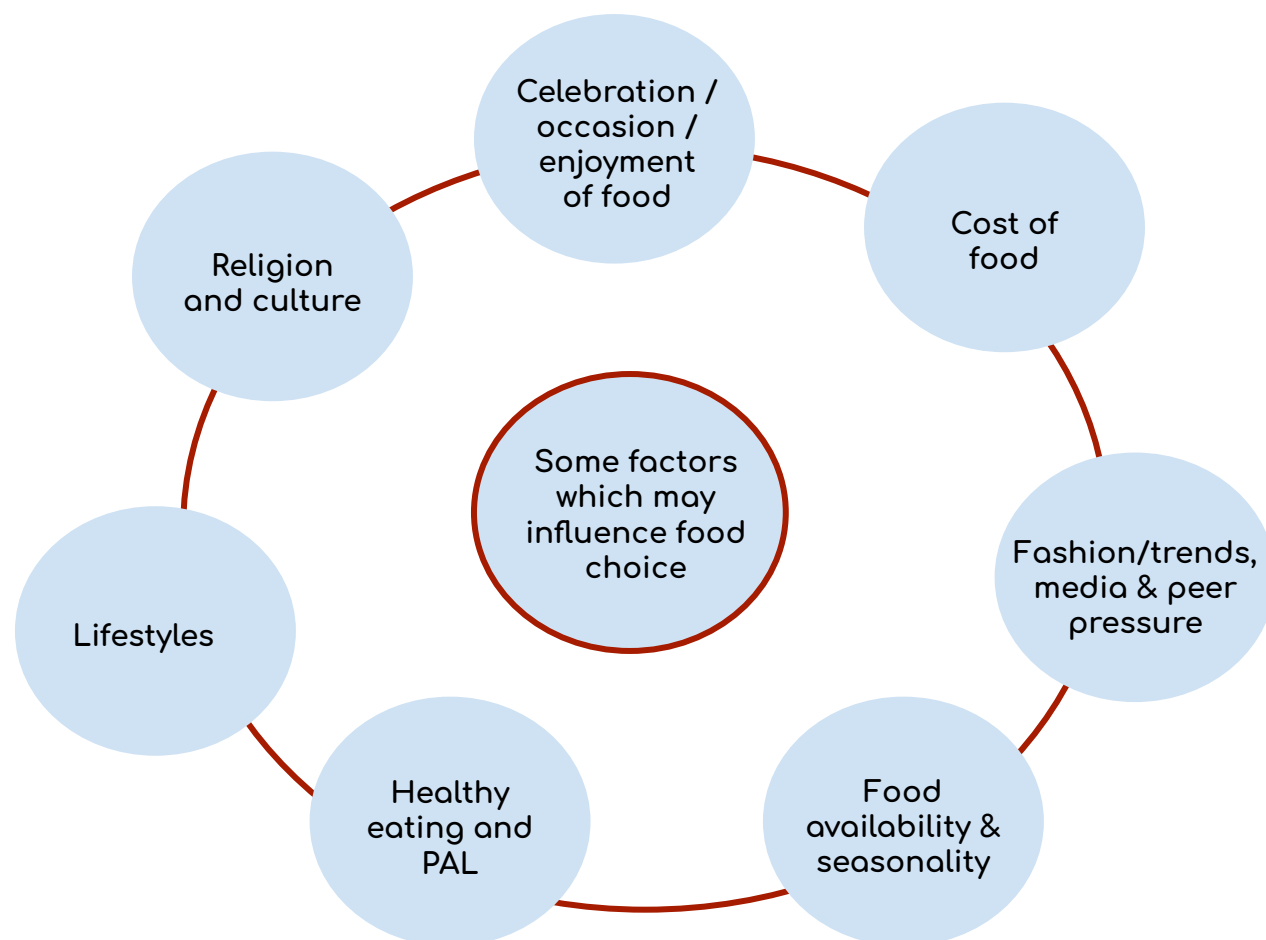 Celebration /
occasion /
enjoyment
of food
Cost of
food
Religion
and culture
Some factors
which may
influence food
choice
Fashion/trends,
media & peer
pressure
Lifestyles
Healthy
eating and
PAL
Food
availability &
seasonality